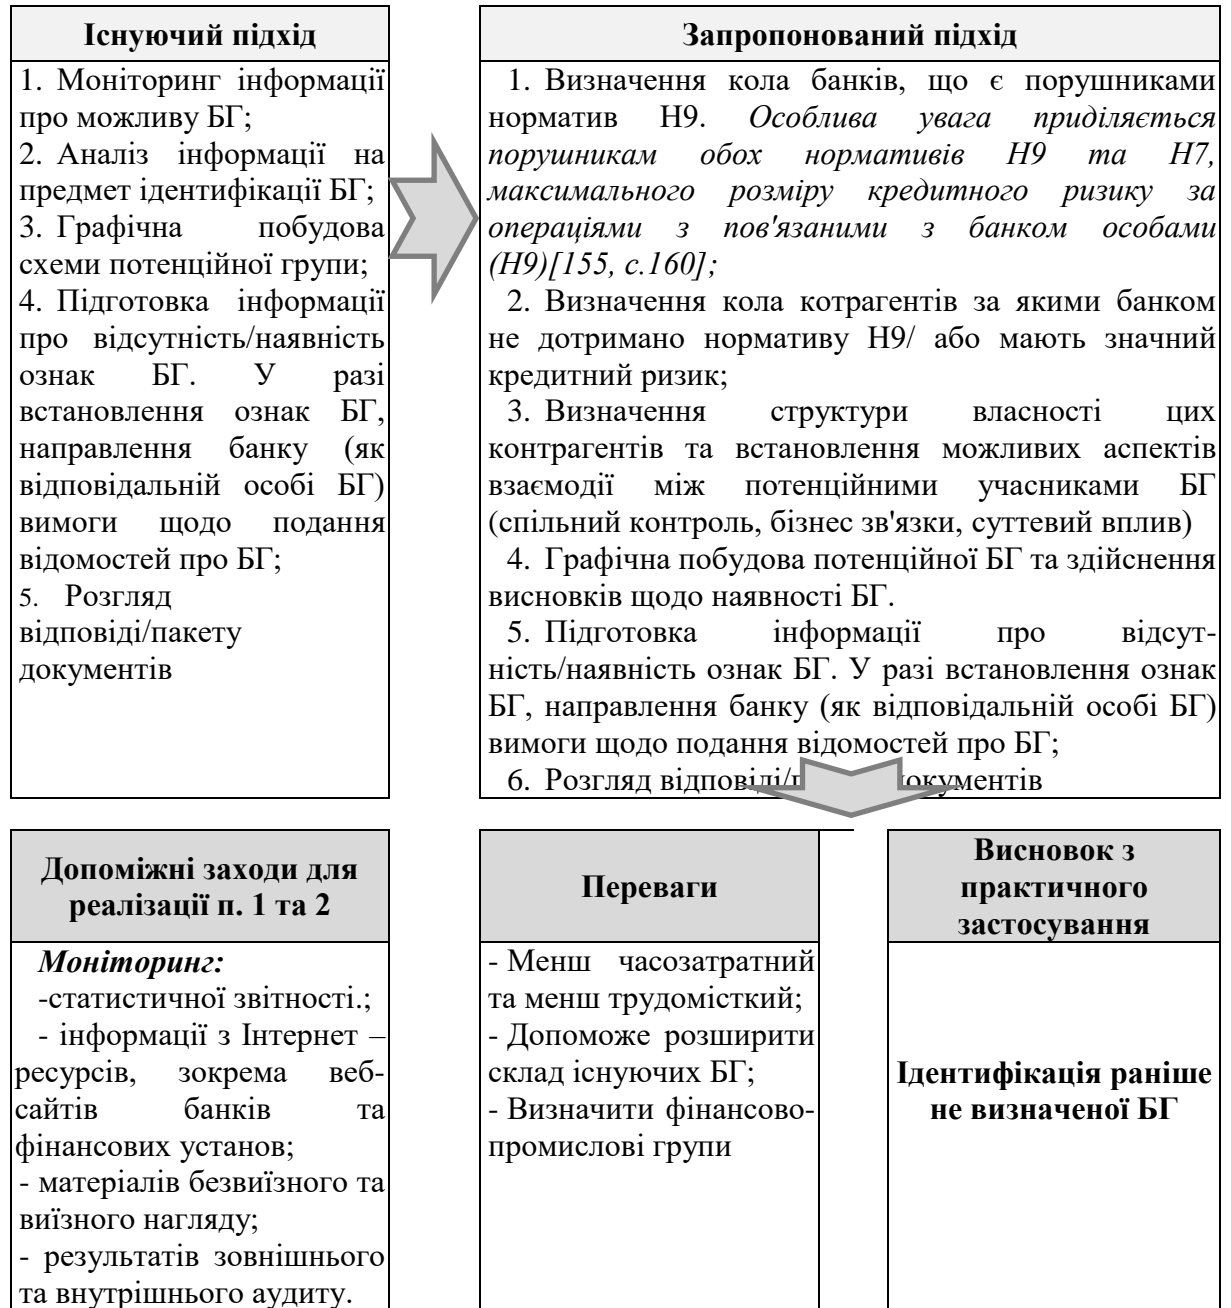 Існуючий підхід
1. Моніторинг інформації
про можливу БГ;
2. Аналіз інформації на
предмет ідентифікації БГ;
3. Графічна побудова
схеми потенційної групи;
4. Підготовка інформації
про відсутність/наявність
ознак БГ. У разі
встановлення ознак БГ,
направлення банку (як
відповідальній особі БГ)
вимоги щодо подання
відомостей про БГ;
5. Розгляд
відповіді/пакету
документів
Запропонований підхід
1. Визначення кола банків, що є порушниками
норматив Н9. Особлива увага приділяється
порушникам обох нормативів Н9 та Н7,
максимального розміру кредитного ризику за
операціями з пов'язаними з банком особами
(Н9)[155, с.160];
2. Визначення кола котрагентів за якими банком
не дотримано нормативу Н9/ або мають значний
кредитний ризик;
3. Визначення структури власності цих
контрагентів та встановлення можливих аспектів
взаємодії між потенційними учасниками БГ
(спільний контроль, бізнес зв'язки, суттєвий вплив)
4. Графічна побудова потенційної БГ та здійснення
висновків щодо наявності БГ.
5. Підготовка інформації про відсут-
ність/наявність ознак БГ. У разі встановлення ознак
БГ, направлення банку (як відповідальній особі БГ)
вимоги щодо подання відомостей про БГ;
6. Розгляд відповіді/ окументів
Допоміжні заходи для
реалізації п. 1 та 2
Моніторинг:
-статистичної звітності.;
- інформації з Інтернет –
ресурсів, зокрема веб-
сайтів банків та
фінансових установ;
- матеріалів безвиїзного та
виїзного нагляду;
- результатів зовнішнього
та внутрішнього аудиту.
Переваги
- Менш часозатратний
та менш трудомісткий;
- Допоможе розширити
склад існуючих БГ;
- Визначити фінансово-
промислові групи
Висновок з
практичного
застосування
Ідентифікація раніше
не визначеної БГ